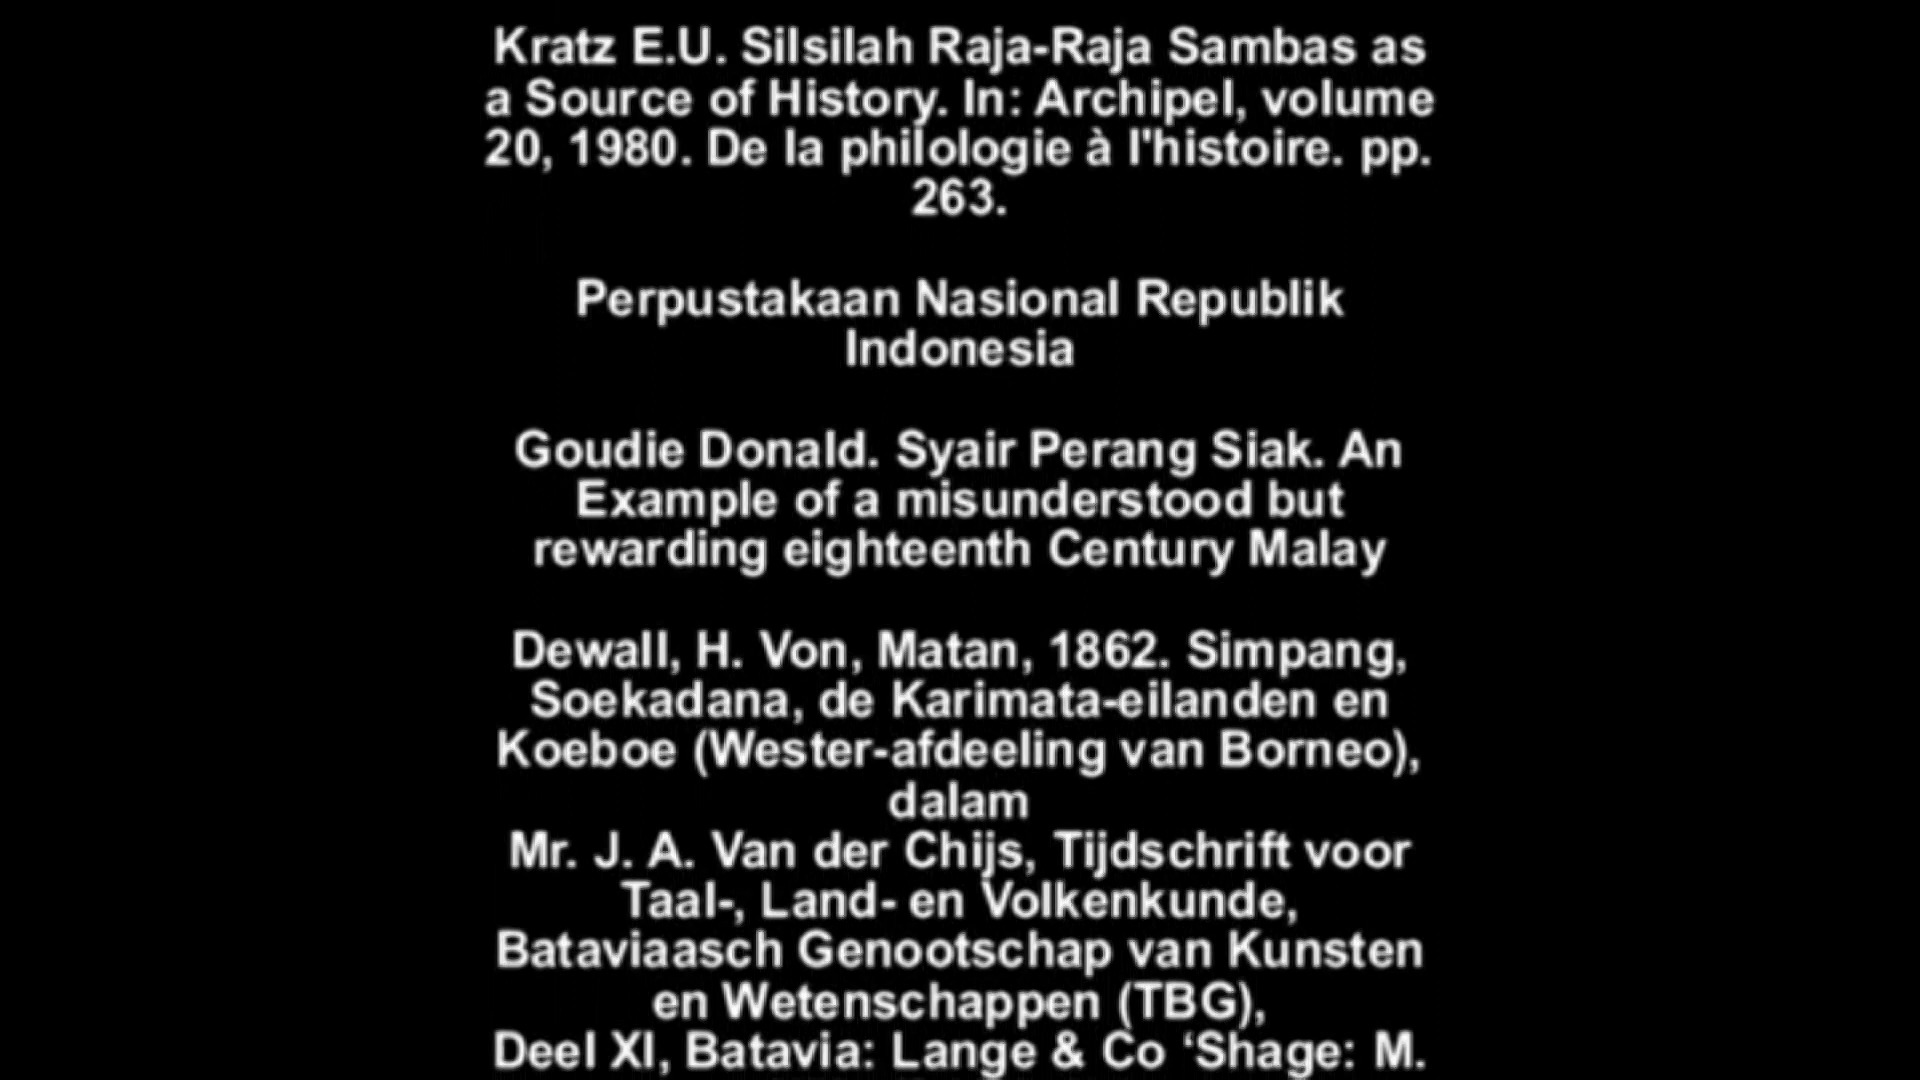 Kratz E.U. Silsilah Raja-Raja Sambas as
a Source of History. In: Archipel, volume
20, 1980. De la philologie à l'histoire. pp.
263.
Perpustakaan Nasional Republik
Indonesia
Goudie Donald. Syair Perang Siak. An
Example of a misunderstood but
rewarding eighteenth Century Malay
Dewall, H. Von, Matan, 1862. Simpang,
Soekadana, de Karimata-eilanden en
Koeboe (Wester-afdeeling van Borneo),
dalam
Mr. J. A. Van der Chijs, Tijdschrift voor
Taal-, Land- en Volkenkunde,
Bataviaasch Genootschap van Kunsten
en Wetenschappen (TBG),
Deel XI, Batavia: Lange & Co ‘Shage: M.